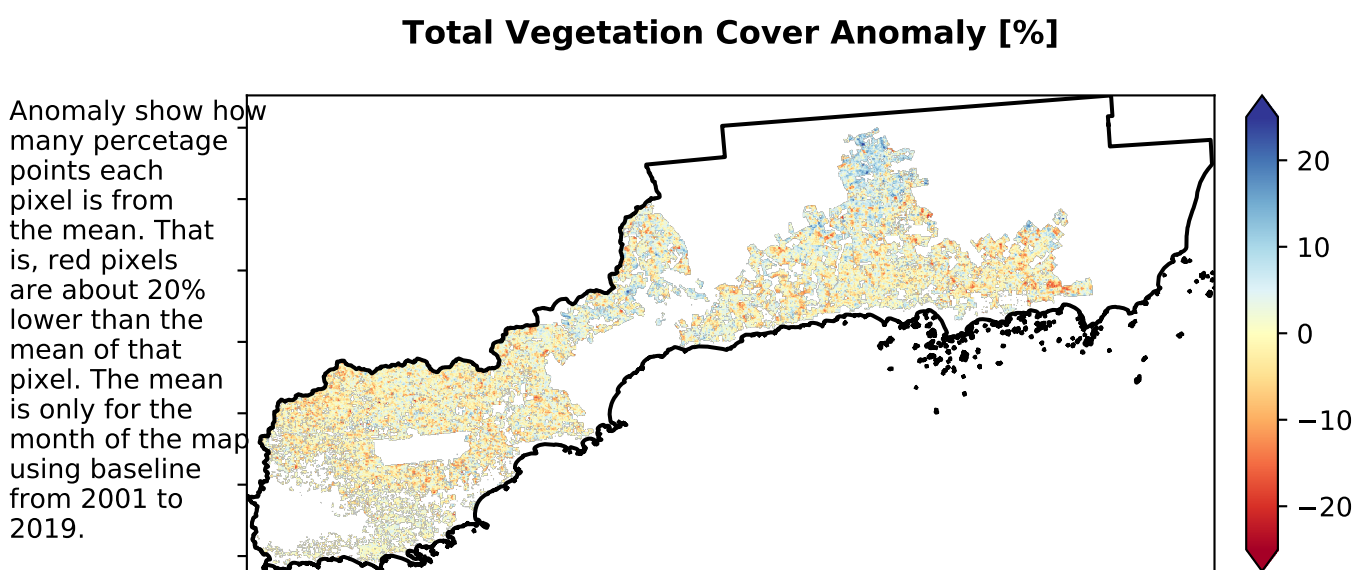 Total Vegetation Cover Anomaly [%]
Anomaly show how
many percetage
points each
pixel is from
the mean. That
is, red pixels
are about 20%
lower than the
mean of that
pixel. The mean
is only for the
month of the map
using baseline
from 2001 to
2019.
20
10
0
−10
−20